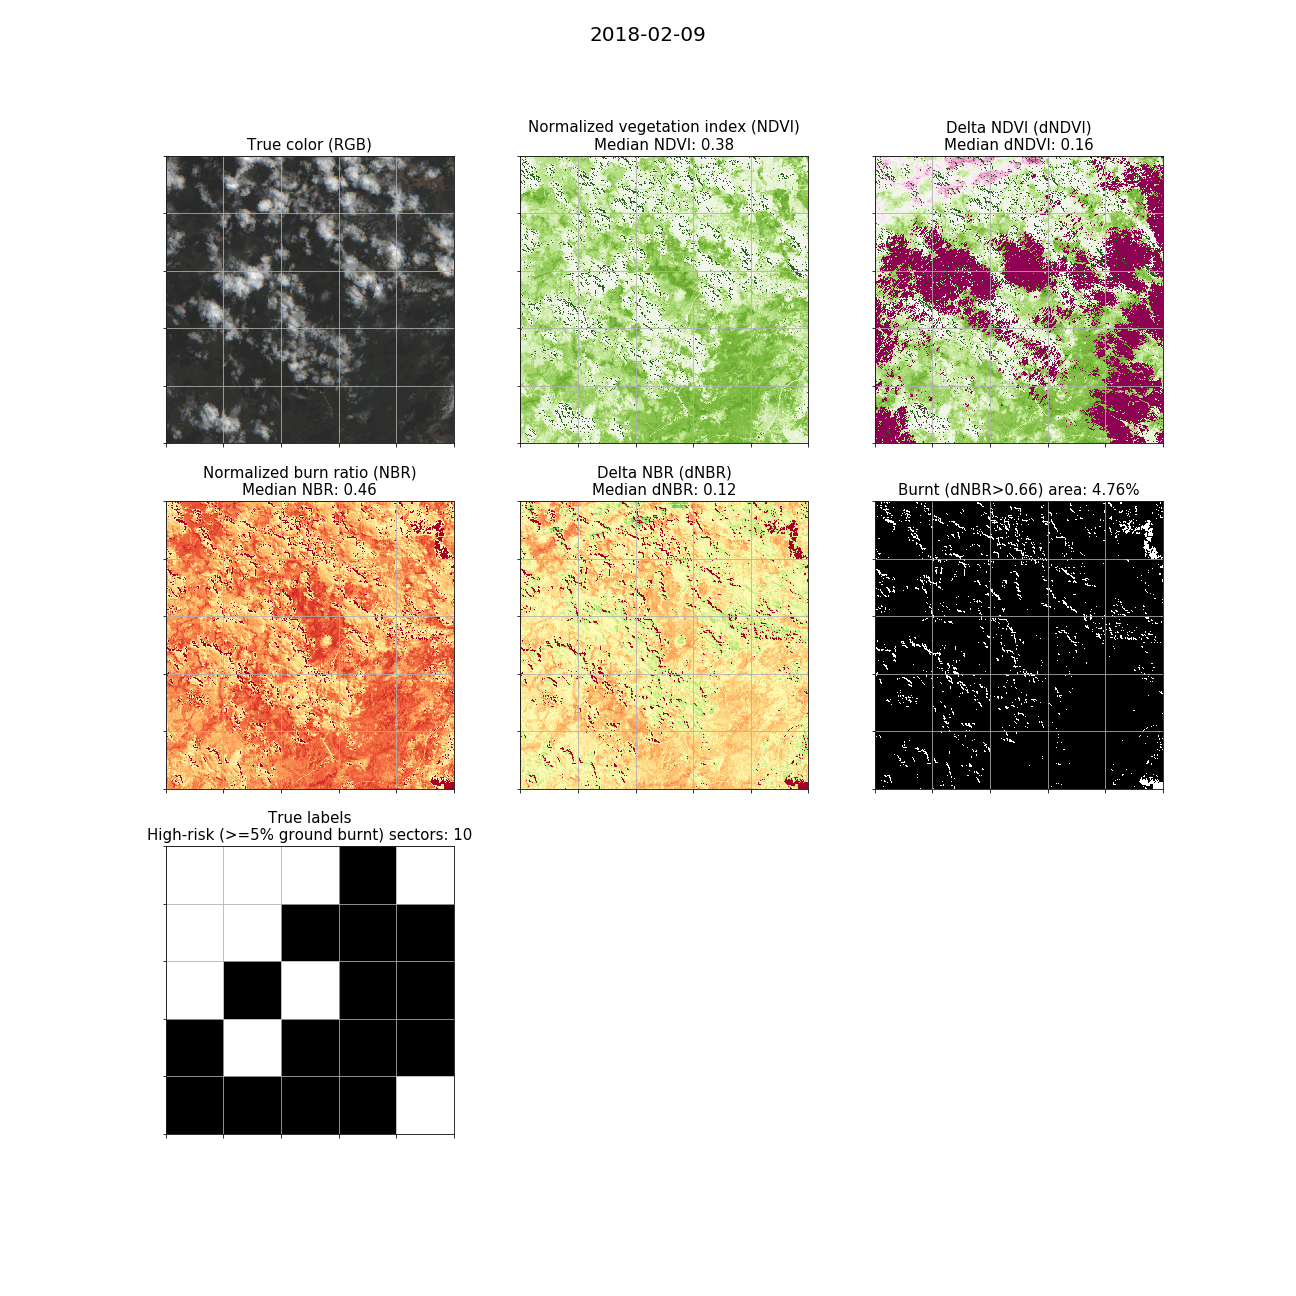 2018-02-09
True color (RGB)
Normalized vegetation index (NDVI)
Median NDVI: 0.38
Delta NDVI (dNDVI)
Median dNDVI: 0.16
Normalized burn ratio (NBR)
Median NBR: 0.46
Delta NBR (dNBR)
Median dNBR: 0.12
Burnt (dNBR>0.66) area: 4.76%
True labels
High-risk (>=5% ground burnt) sectors: 10